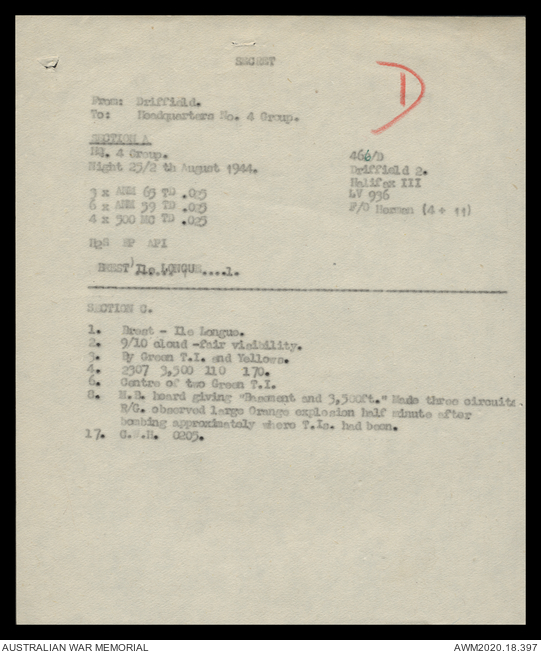 SECRET
D
From: Driffield.
To: Headquarters No. 4 Group.
SECTION A
HQ. 4 Group.
Night 25/2 th August 1944.
3 x ANM 65 TD .025
6 x ANM 59 TD .025
4 x 500 MC TD .025
H2S NP API
BREST Ile LONGUE....1.
466/D
Driffield 2.
Halifax III
LV 936
F/O (4 + 11)
SECTION C.
1. Brest - Ile Longue.
2. 9/10 cloud -fair visibility.
3. By Green T.I. and Yellows.
4. 2307 3,500 110 170.
6. Centre of two Green T.I.
8. M.B. heard giving "Basement and 3,500ft." Made three circuits.
R/G. observed large Orange explosion half minute after
bombing approximately where T.Is. had been.
17. 0205.
AUSTRALIAN WAR MEMORIAL
AWM2020.18.397